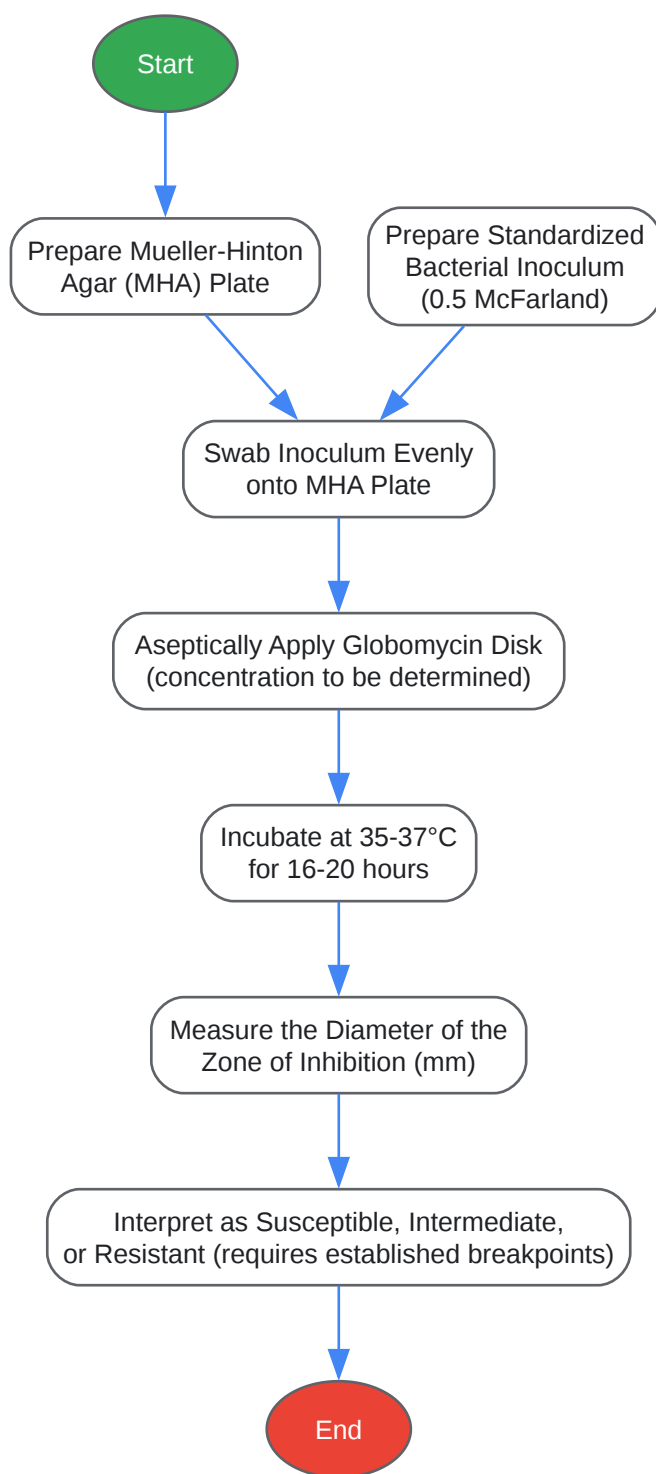 Start
Prepare Mueller-Hinton
Agar (MHA) Plate
Prepare Standardized
Bacterial Inoculum
(0.5 McFarland)
Swab Inoculum Evenly
onto MHA Plate
Aseptically Apply Globomycin Disk
(concentration to be determined)
Incubate at 35-37°C
for 16-20 hours
Measure the Diameter of the
Zone of Inhibition (mm)
Interpret as Susceptible, Intermediate,
or Resistant (requires established breakpoints)
End